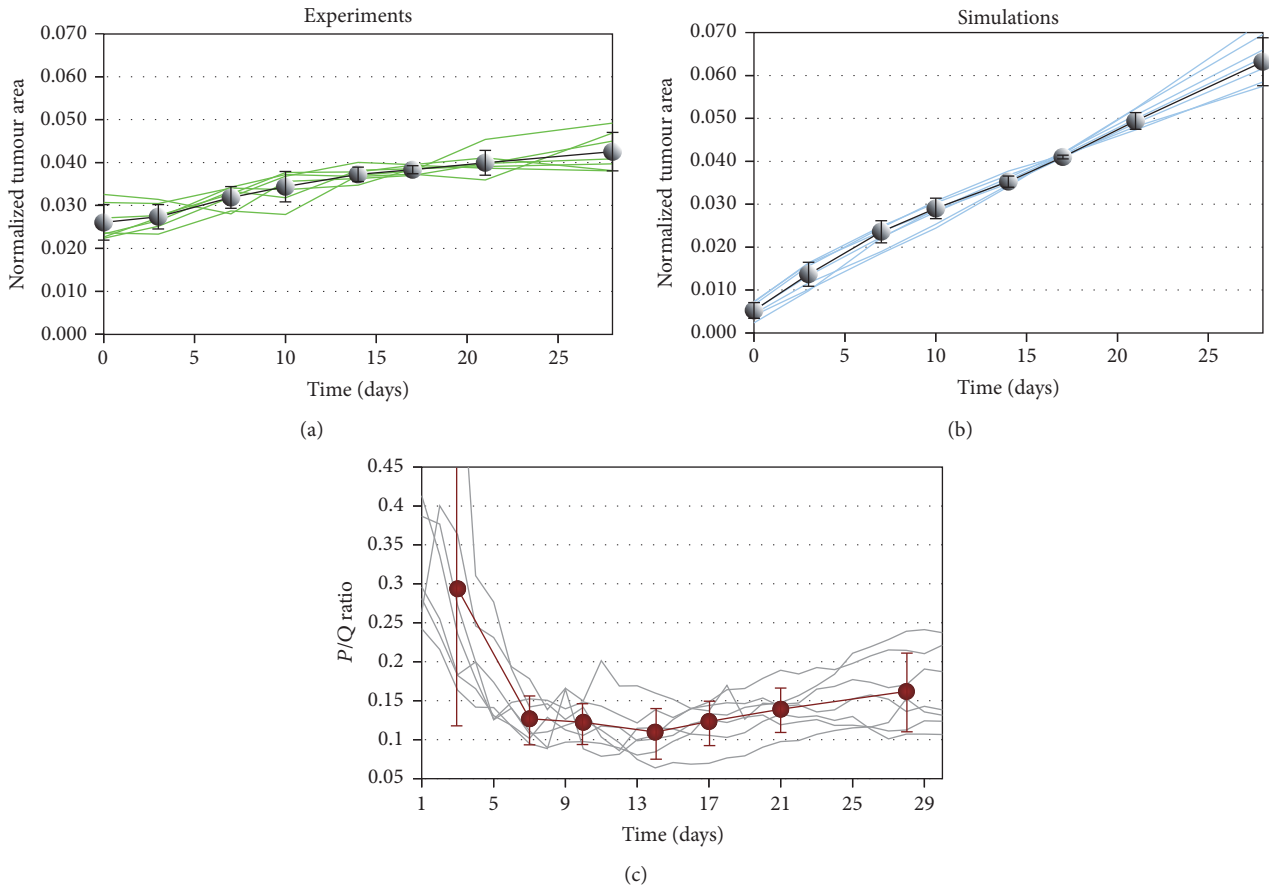 Experiments
0.070
0.060
0.050
0.040
0.030
0.020
0.010
0.000
Normalized tumour area
0 5 10 15 20 25
Time (days)
(a)
Simulations
0.070
0.060
0.050
0.040
0.030
0.020
0.010
0.000
Normalized tumour area
0 5 10 15 20 25
Time (days)
(b)
0.45
0.4
0.35
0.3
0.25
0.2
0.15
0.1
0.05
P/Q ratio
1 5 9 13 17 21 25 29
Time (days)
(c)